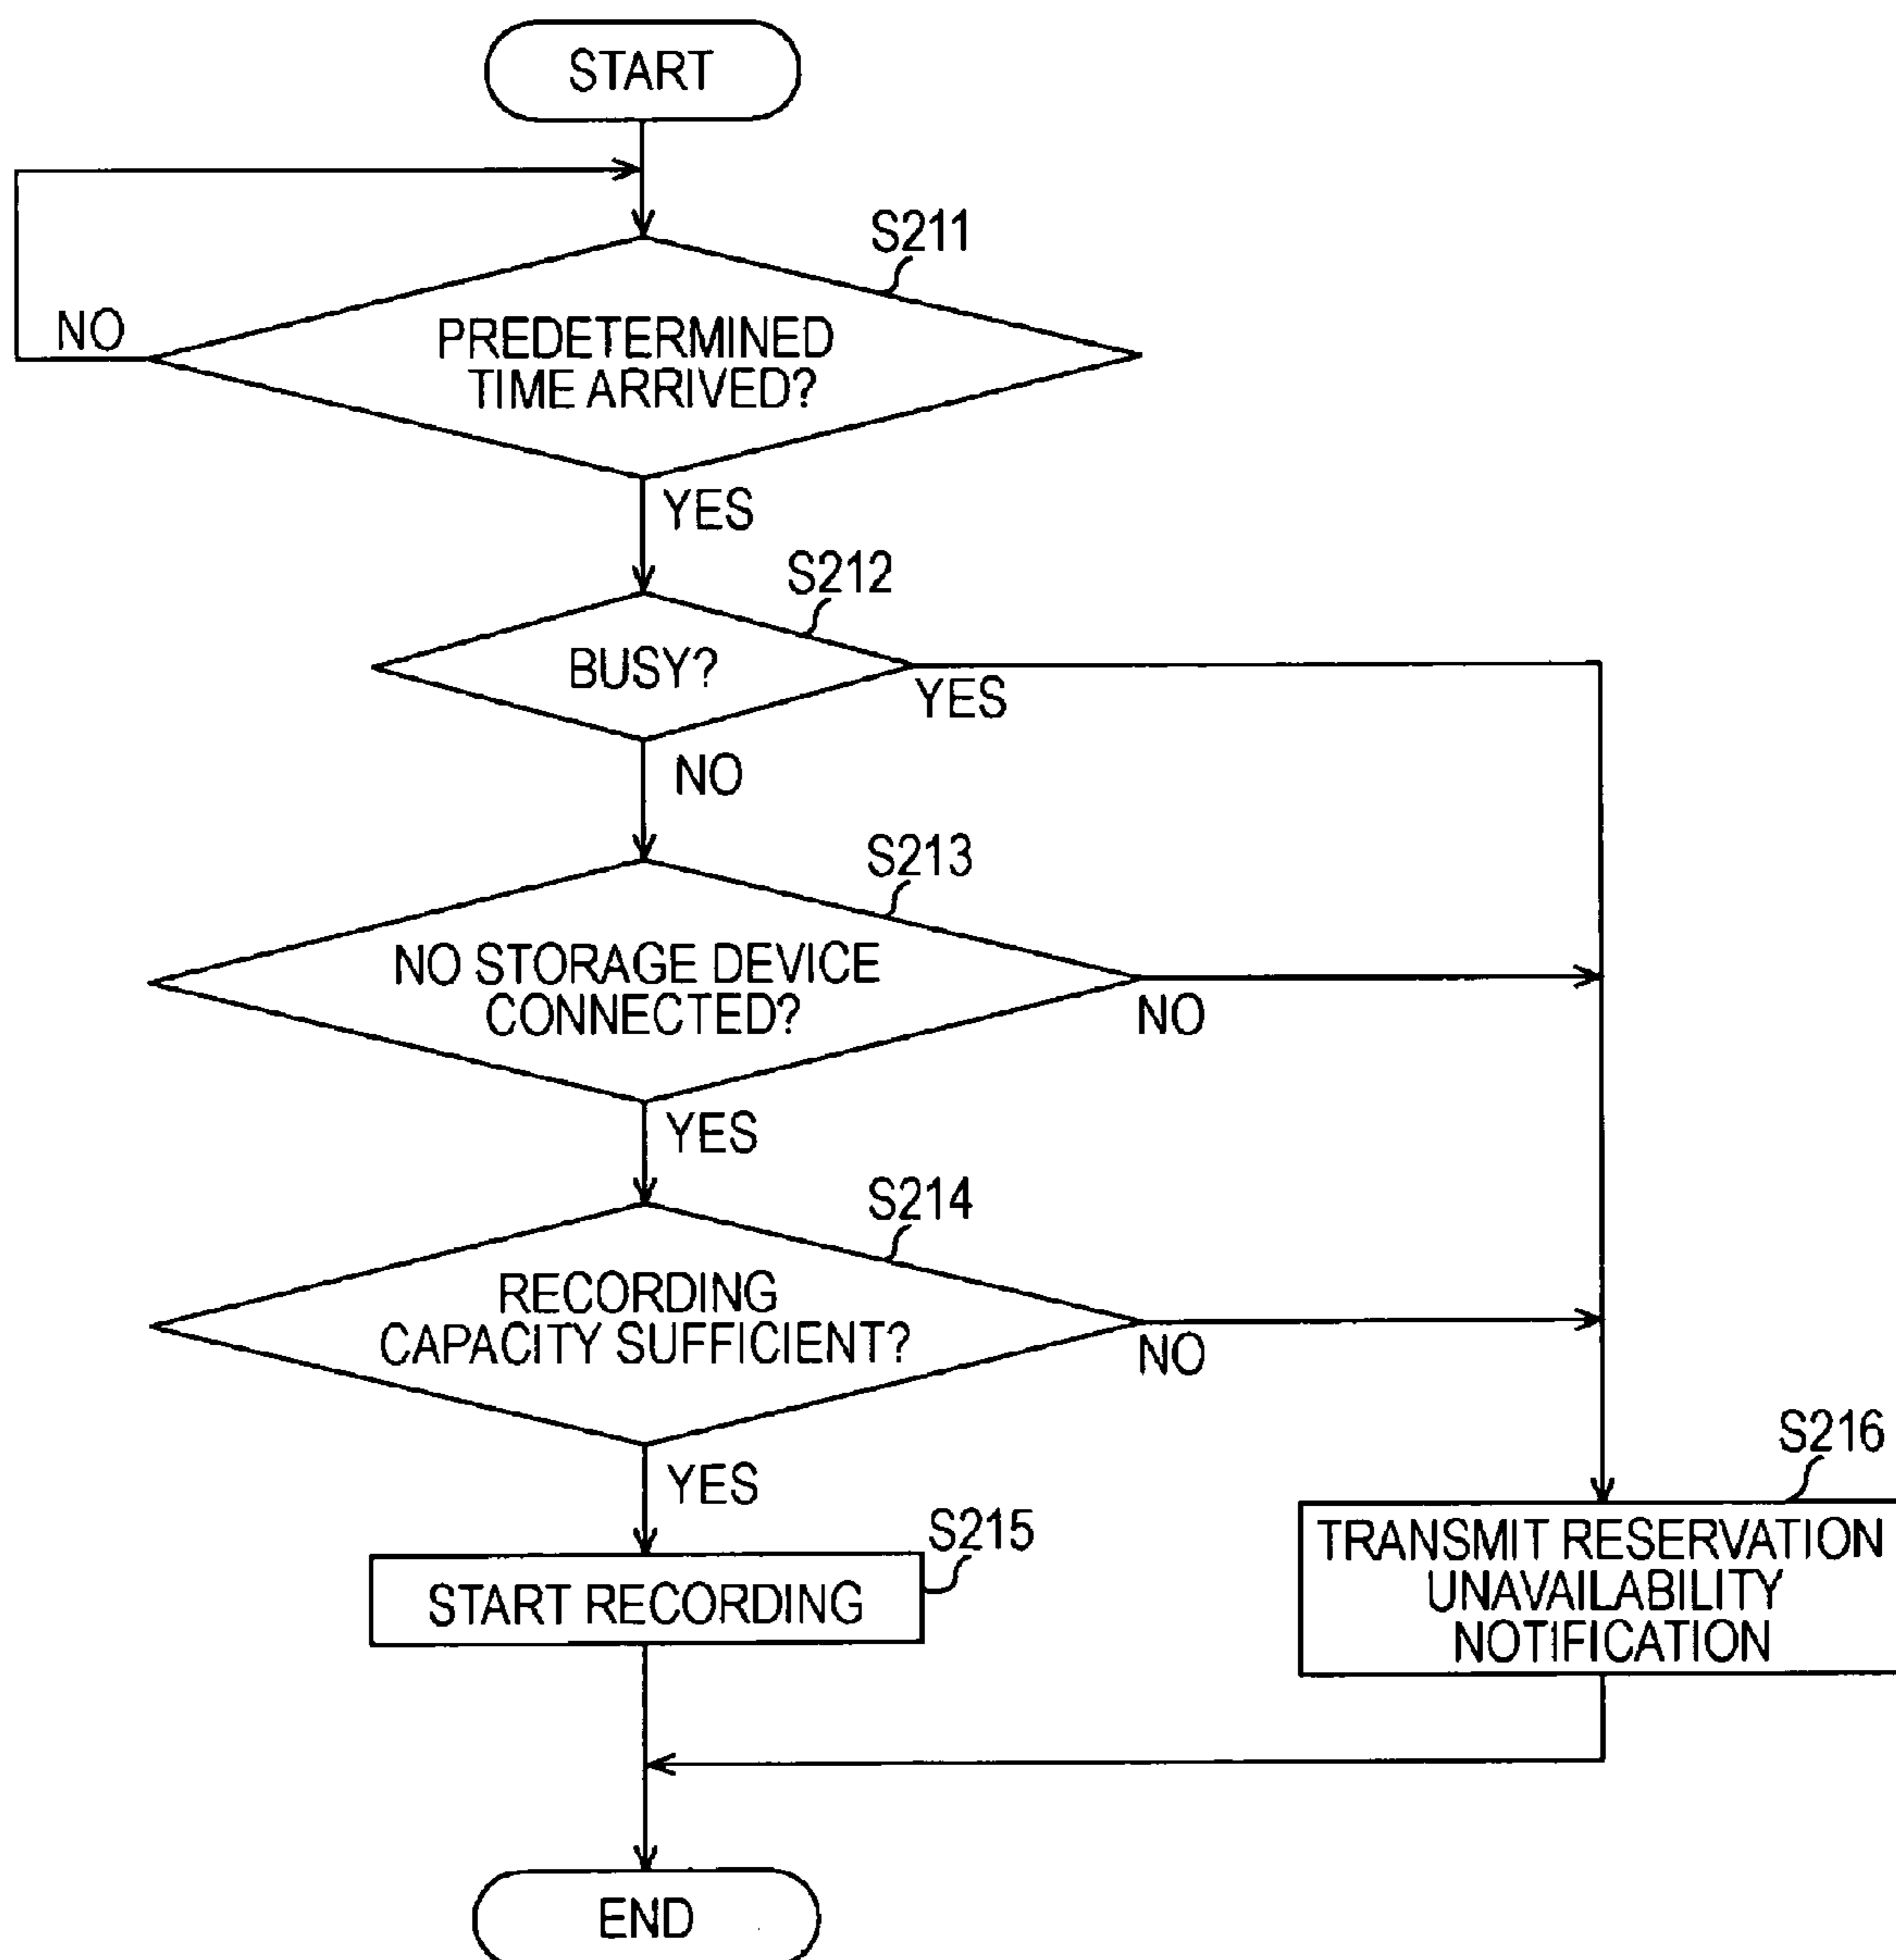 START
S211
NO
PREDETERMINED
TIME ARRIVED?
YES
S212
BUSY?
YES
NO
S213
NO STORAGE DEVICE
CONNECTED?
NO
YES
S214
RECORDING
CAPACITY SUFFICIENT?
NO
YES
S215
START RECORDING
S216
TRANSMIT RESERVATION
UNAVAILABILITY
NOTIFICATION
END